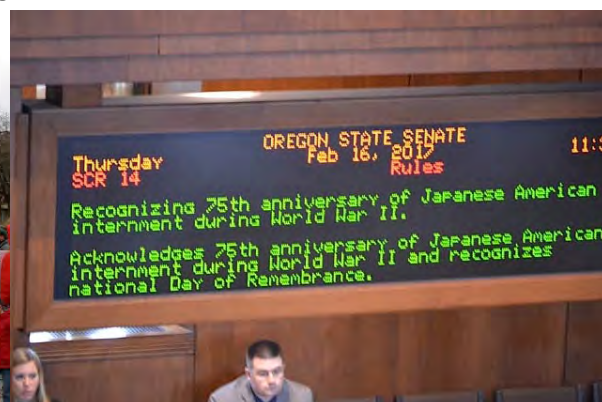 OREGON STATE SENATE
Thursday Feb 16, 2017 11:
SCR 14 Rules
Recognizing 75th anniversary of Japanese American
internment during World War II.
Acknowledges 75th anniversary of Japanese American
internment during World War II and recognizes
national Day of Remembrance.